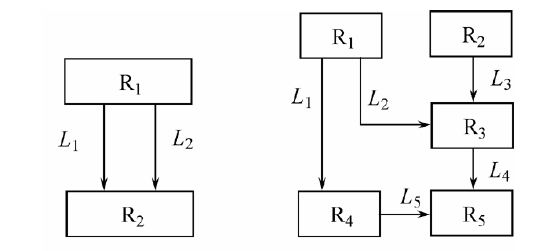 R₁
L₁
L₂
R₂
R₁
R₂
L₁
L₂
L₃
R₃
L₄
R₄
L₅
R₅